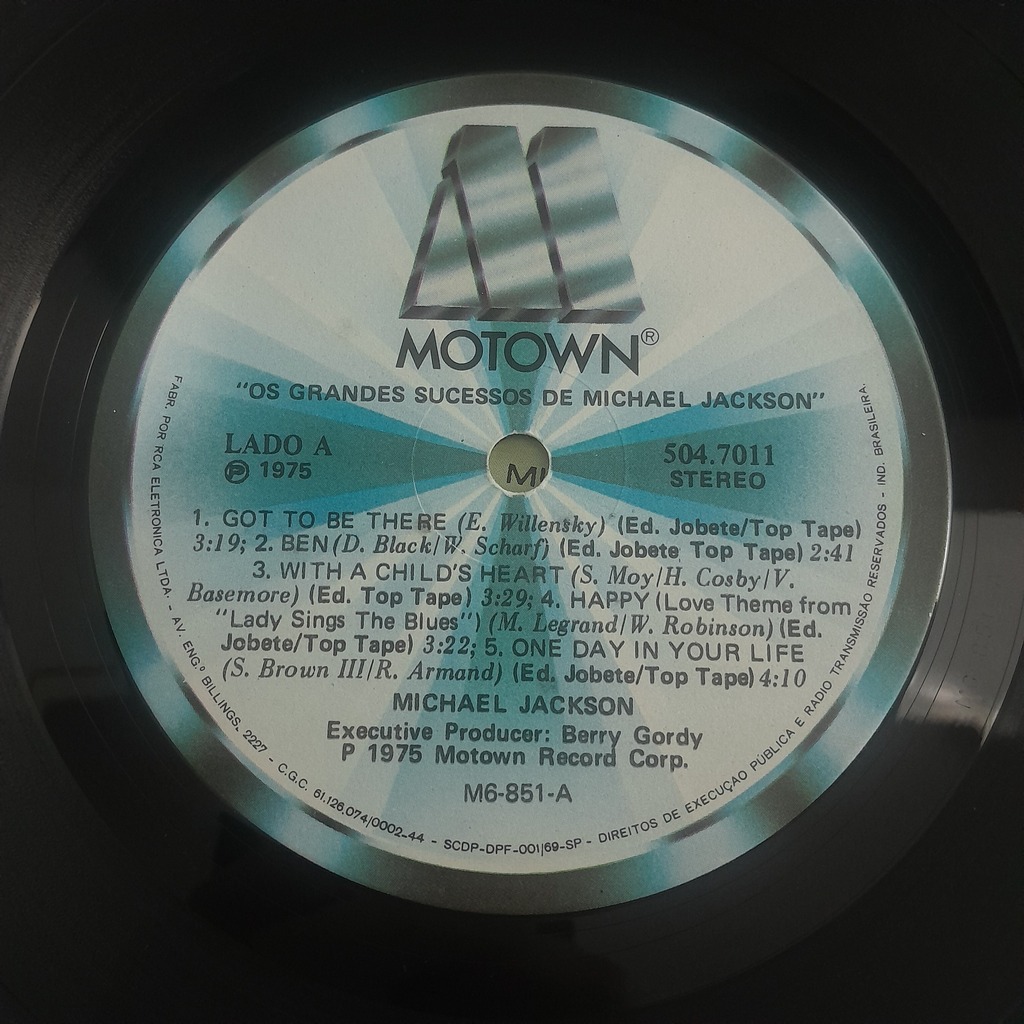 MOTOWN®
"OS GRANDES SUCESSOS DE MICHAEL JACKSON"
LADO A
Ⓟ 1975
504.7011
STEREO
MI
1. GOT TO BE THERE (E. Willensky) (Ed. Jobete/Top Tape)
3:19; 2. BEN (D. Black/W. Scharf) (Ed. Jobete Top Tape) 2:41
3. WITH A CHILD'S HEART (S. Moy/H. Cosby/V.
Basemore) (Ed. Top Tape) 3:29; 4. HAPPY (Love Theme from
"Lady Sings The Blues") (M. Legrand/W. Robinson) (Ed.
Jobete/Top Tape) 3:22; 5. ONE DAY IN YOUR LIFE
(S. Brown III/R. Armand) (Ed. Jobete/Top Tape) 4:10
MICHAEL JACKSON
Executive Producer: Berry Gordy
P 1975 Motown Record Corp.
M6-851-A
FABR. POR RCA ELETRONICA LTDA. - AV. ENG.º BILLINGS, 2227 - C.G.C. 61.126.074/0002-44 - SCDP-DPF-001/69-SP - DIREITOS DE EXECUÇAO PÚBLICA E RÁDIO TRANSMISSÃO RESERVADOS - IND. BRASILEIRA.